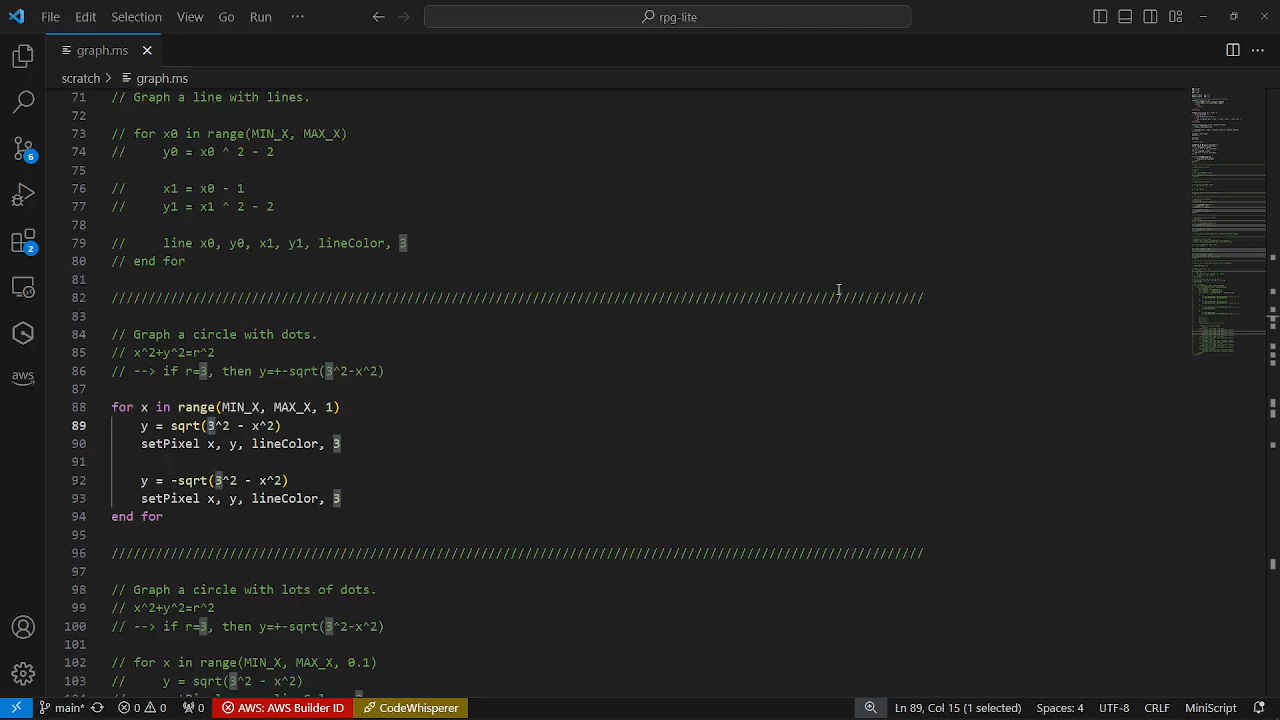 File Edit Selection View Go Run ··· rpg-lite
graph.ms
scratch > graph.ms
71 // Graph a line with lines.
72
73 // for x0 in range(MIN_X, MAX_X)
74 //     y0 = x0 ^ 2 - 2
75
76 //     x1 = x0 - 1
77 //     y1 = x1 ^ 2 - 2
78
79 //     line x0, y0, x1, y1, lineColor, 3
80 // end for
81
82 //////////////////////////////////////////////////////////////////////////////////////////////////////////////
83
84 // Graph a circle with dots.
85 // x^2+y^2=r^2
86 // --> if r=3, then y=+-sqrt(3^2-x^2)
87
88 for x in range(MIN_X, MAX_X, 1)
89     y = sqrt(3^2 - x^2)
90     setPixel x, y, lineColor, 3
91
92     y = -sqrt(3^2 - x^2)
93     setPixel x, y, lineColor, 3
94 end for
95
96 //////////////////////////////////////////////////////////////////////////////////////////////////////////////
97
98 // Graph a circle with lots of dots.
99 // x^2+y^2=r^2
100 // --> if r=3, then y=+-sqrt(3^2-x^2)
101
102 // for x in range(MIN_X, MAX_X, 0.1)
103 //     y = sqrt(3^2 - x^2)
6
2
aws
main* 0 0 0 AWS: AWS Builder ID CodeWhisperer Ln 89, Col 15 (1 selected) Spaces: 4 UTF-8 CRLF MiniScript